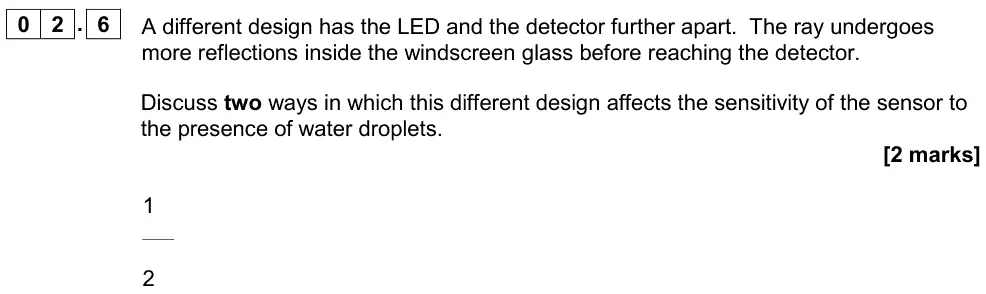 0 2 . 6 A different design has the LED and the detector further apart. The ray undergoes
more reflections inside the windscreen glass before reaching the detector.
Discuss two ways in which this different design affects the sensitivity of the sensor to
the presence of water droplets.
[2 marks]
1
2